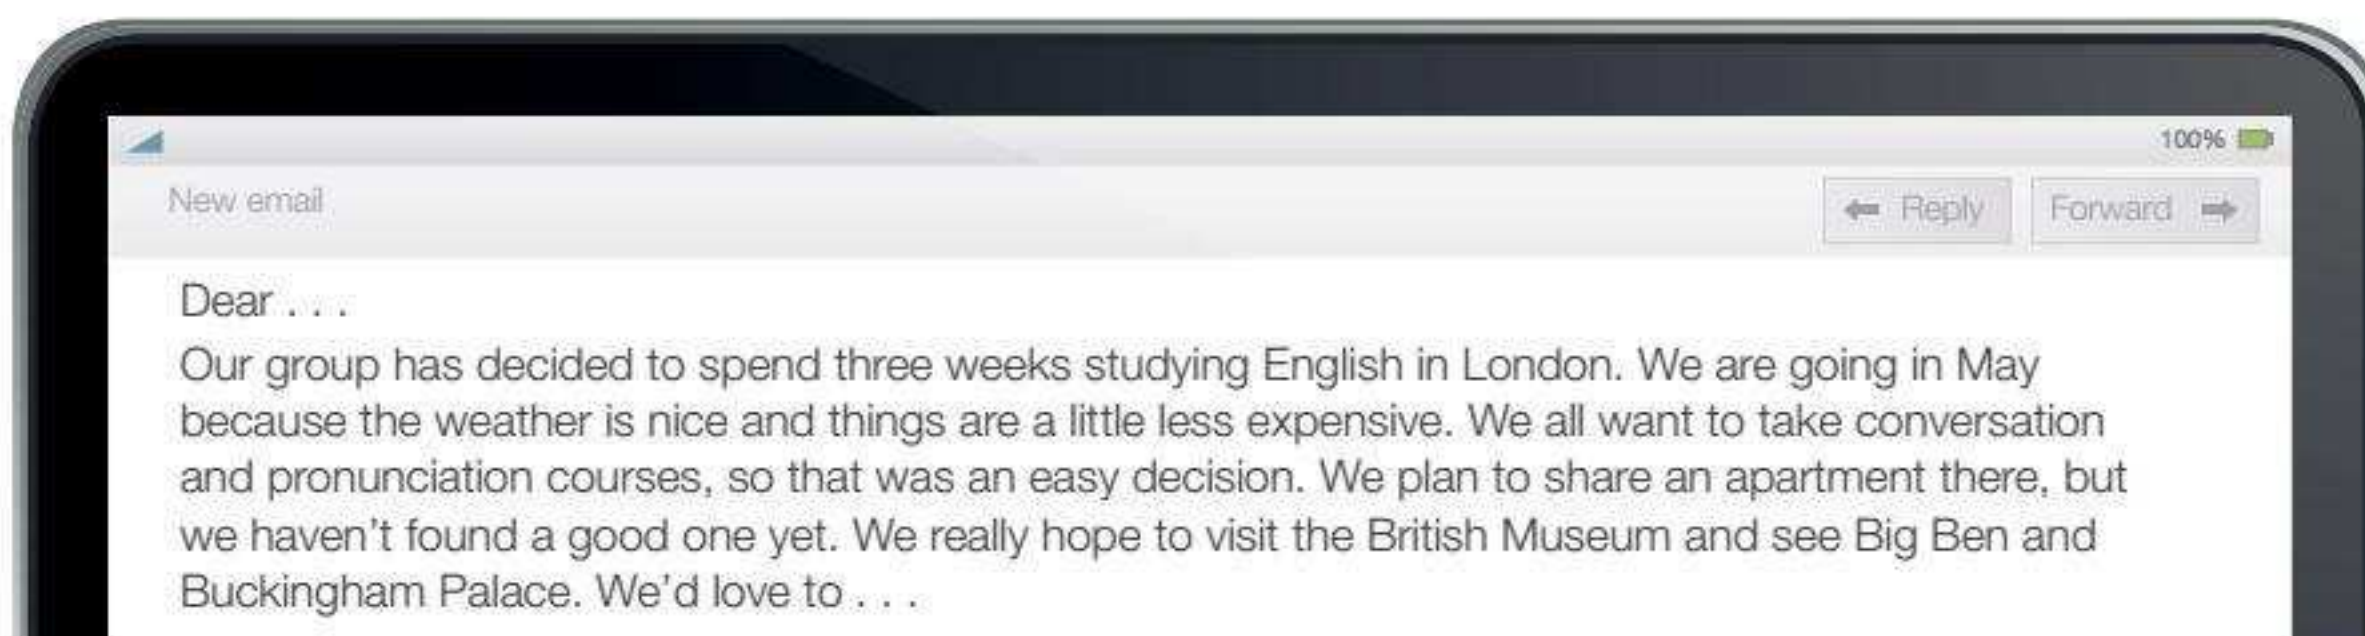 100%
New email
Reply
Forward
Dear . . .
Our group has decided to spend three weeks studying English in London. We are going in May
because the weather is nice and things are a little less expensive. We all want to take conversation
and pronunciation courses, so that was an easy decision. We plan to share an apartment there, but
we haven't found a good one yet. We really hope to visit the British Museum and see Big Ben and
Buckingham Palace. We'd love to . . .